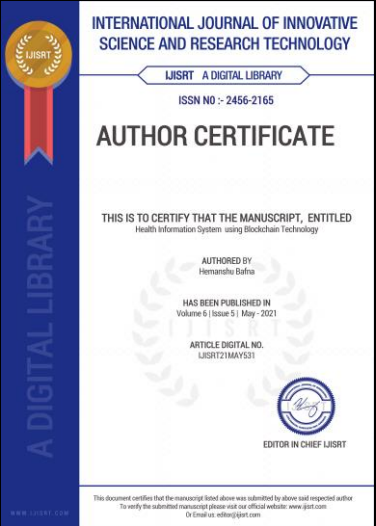 INTERNATIONAL JOURNAL OF INNOVATIVE
SCIENCE AND RESEARCH TECHNOLOGY
IJISRT
IJISRT A DIGITAL LIBRARY
ISSN NO :- 2456-2165
AUTHOR CERTIFICATE
THIS IS TO CERTIFY THAT THE MANUSCRIPT, ENTITLED
Health Information System using Blockchain Technology
AUTHORED BY
Hemanshu Bafna
HAS BEEN PUBLISHED IN
Volume 6 | Issue 5 | May - 2021
IJISRT
ARTICLE DIGITAL NO.
IJISRT21MAY531
EDITOR IN CHIEF IJISRT
A DIGITAL LIBRARY
WWW.IJISRT.COM
This document certifies that the manuscript listed above was submitted by above said respected author
To verify the submitted manuscript please visit our official website: www.ijisrt.com
Or Email us: editor@ijisrt.com